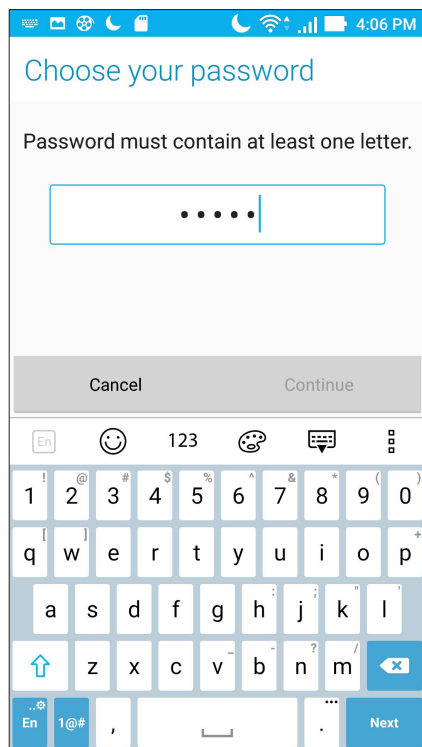 4:06 PM
Choose your password
Password must contain at least one letter.
•••••
Cancel Continue
En 123
! @ # $ % ^ & * ( )
1 2 3 4 5 6 7 8 9 0
[ ] +
q w e r t y u i o p
: ; " '
a s d f g h j k l
_ - ? /
z x c v b n m
En 1@# , . Next